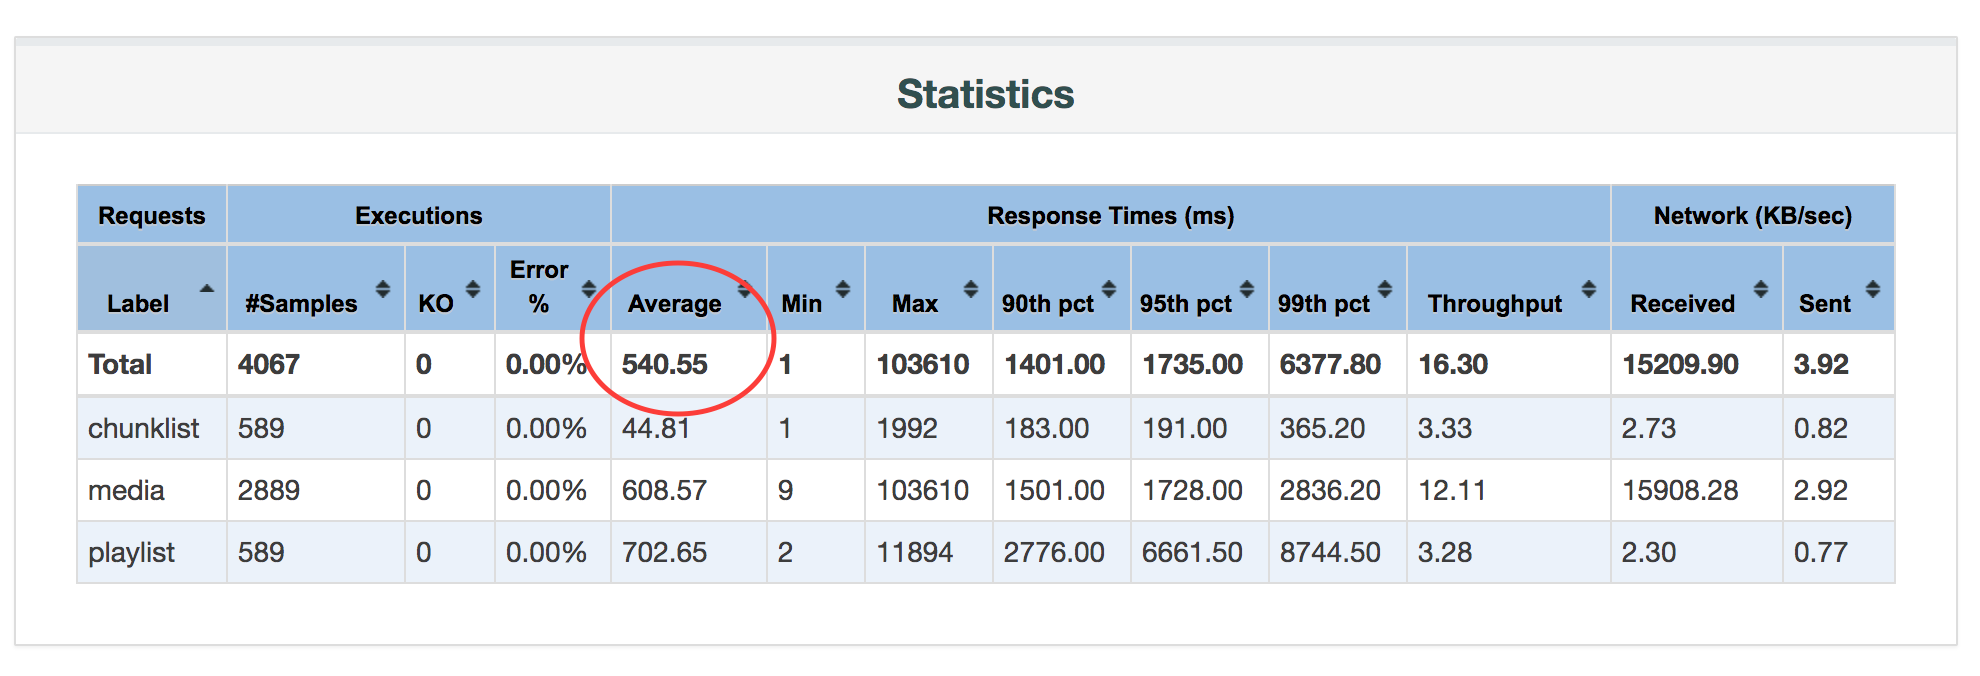 Statistics
Requests Executions Response Times (ms) Network (KB/sec)
Label #Samples KO Error % Average Min Max 90th pct 95th pct 99th pct Throughput Received Sent
Total 4067 0 0.00% 540.55 1 103610 1401.00 1735.00 6377.80 16.30 15209.90 3.92
chunklist 589 0 0.00% 44.81 1 1992 183.00 191.00 365.20 3.33 2.73 0.82
media 2889 0 0.00% 608.57 9 103610 1501.00 1728.00 2836.20 12.11 15908.28 2.92
playlist 589 0 0.00% 702.65 2 11894 2776.00 6661.50 8744.50 3.28 2.30 0.77